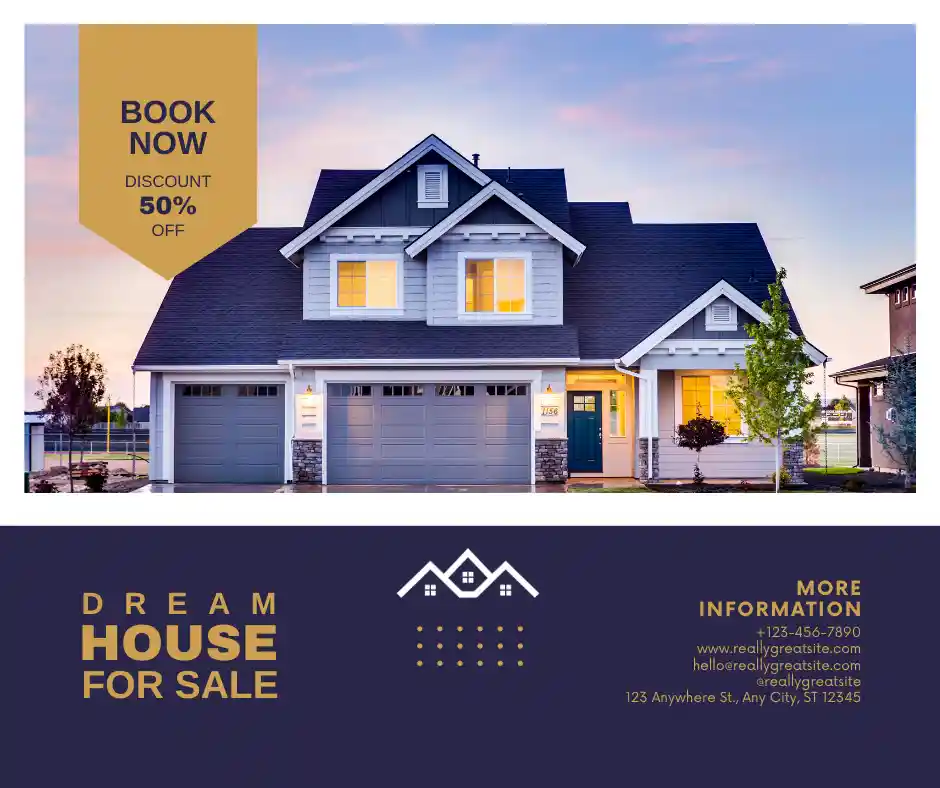 BOOK
NOW
DISCOUNT
50%
OFF
1156
DREAM
HOUSE
FOR SALE
MORE
INFORMATION
+123-456-7890
www.reallygreatsite.com
hello@reallygreatsite.com
@reallygreatsite
123 Anywhere St., Any City, ST 12345